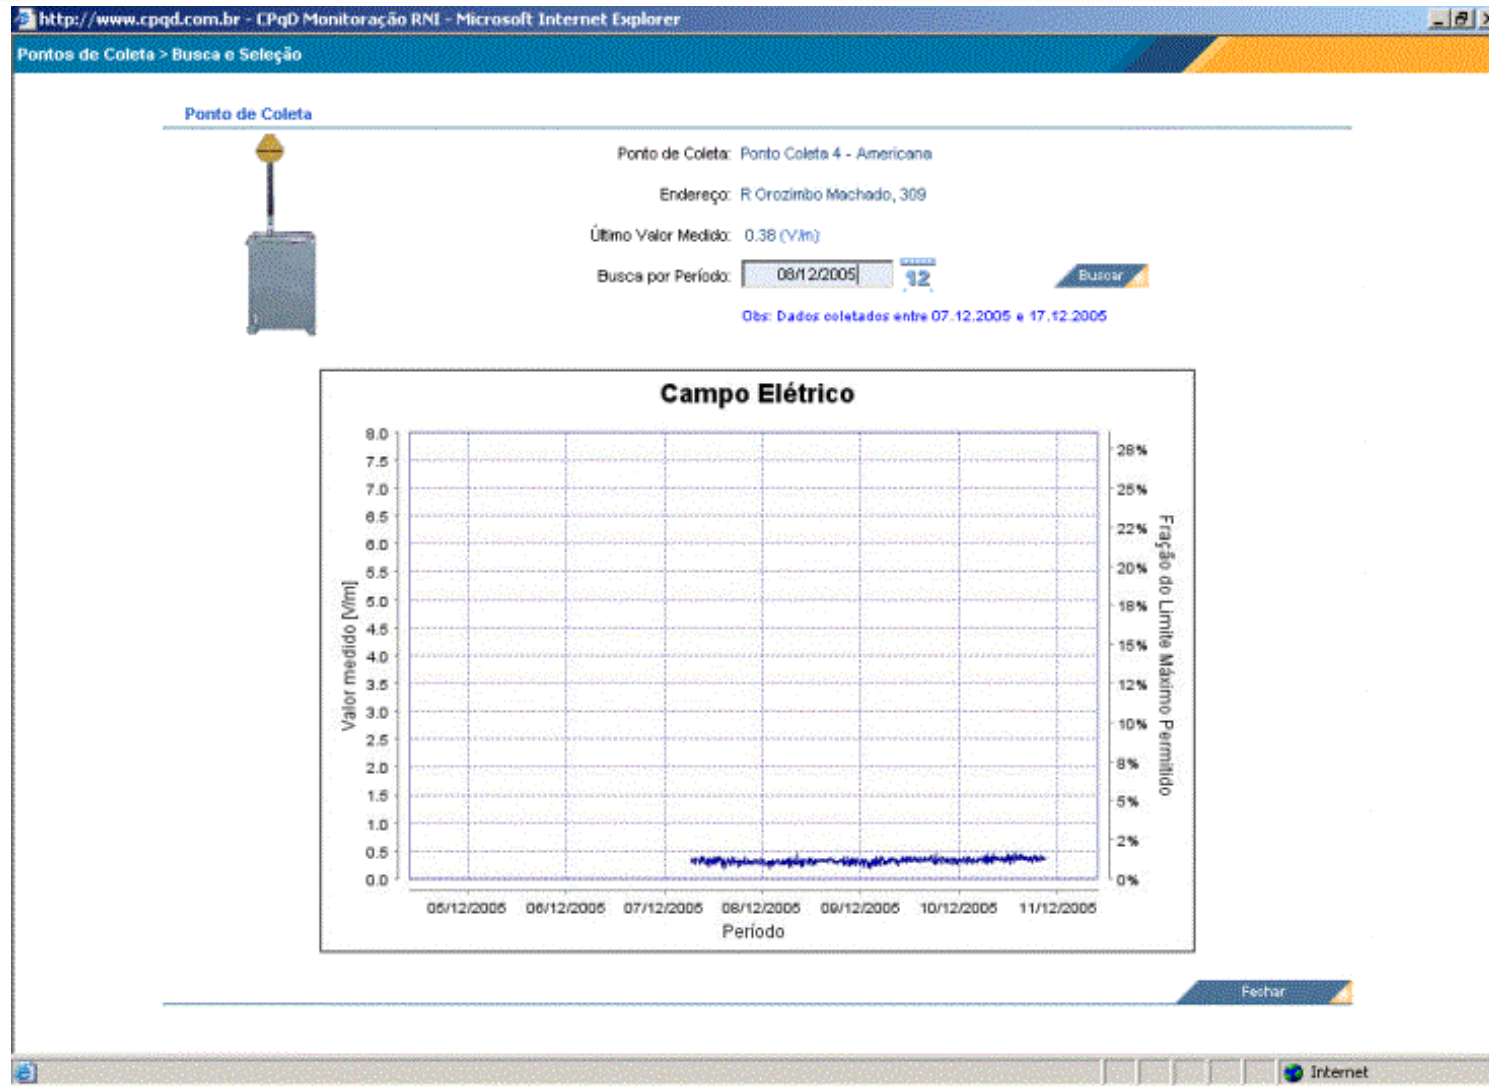 http://www.cpqd.com.br - CPqD Monitoração RNI - Microsoft Internet Explorer
Pontos de Coleta > Busca e Seleção
Ponto de Coleta
Ponto de Coleta: Ponto Coleta 4 - Americana
Endereço: R Orozimbo Machado, 309
Último Valor Medido: 0.38 (V/m)
Busca por Período: 08/12/2005 12 Buscar
Obs: Dados coletados entre 07.12.2005 e 17.12.2005
Campo Elétrico
8.0
7.5
7.0
6.5
6.0
5.5
5.0
4.5
4.0
3.5
3.0
2.5
2.0
1.5
1.0
0.5
0.0
Valor medido [V/m]
28%
25%
22%
20%
18%
15%
12%
10%
8%
5%
2%
0%
Fração do Limite Máximo Permitido
05/12/2005 06/12/2005 07/12/2005 08/12/2005 09/12/2005 10/12/2005 11/12/2005
Período
Fechar
Internet